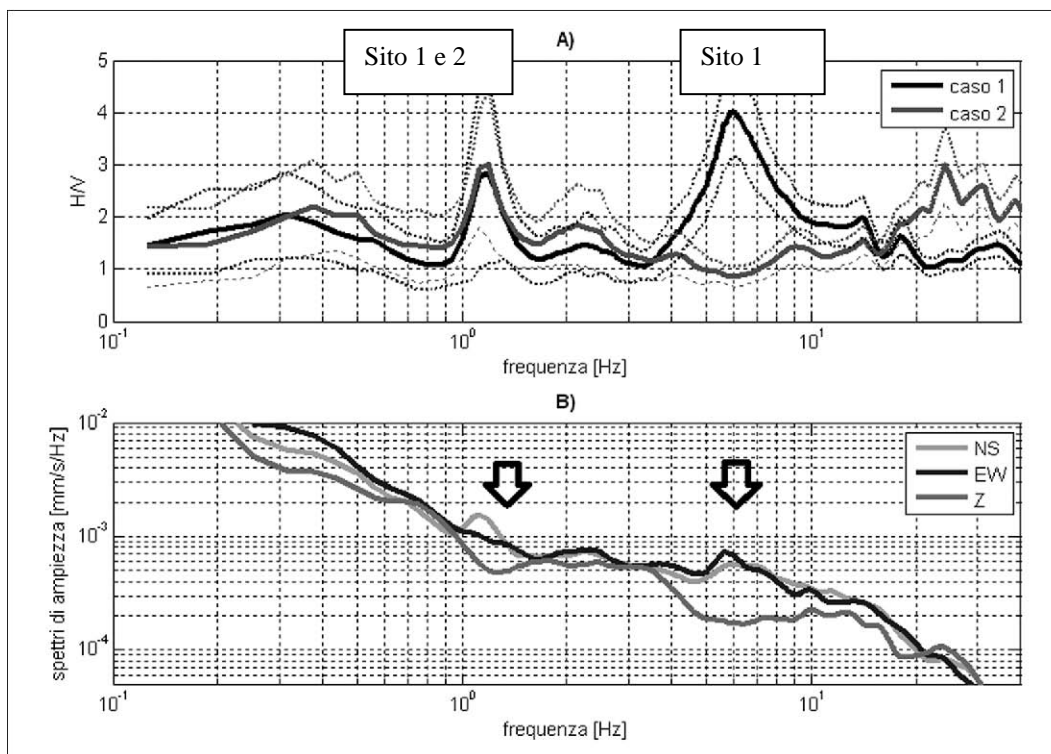 Sito 1 e 2
A)
Sito 1
5
4
3
2
1
0
H/V
caso 1
caso 2
10^-1
10^0
10^1
frequenza [Hz]
B)
10^-2
10^-3
10^-4
spettri di ampiezza [mm/s/Hz]
NS
EW
Z
10^-1
10^0
10^1
frequenza [Hz]